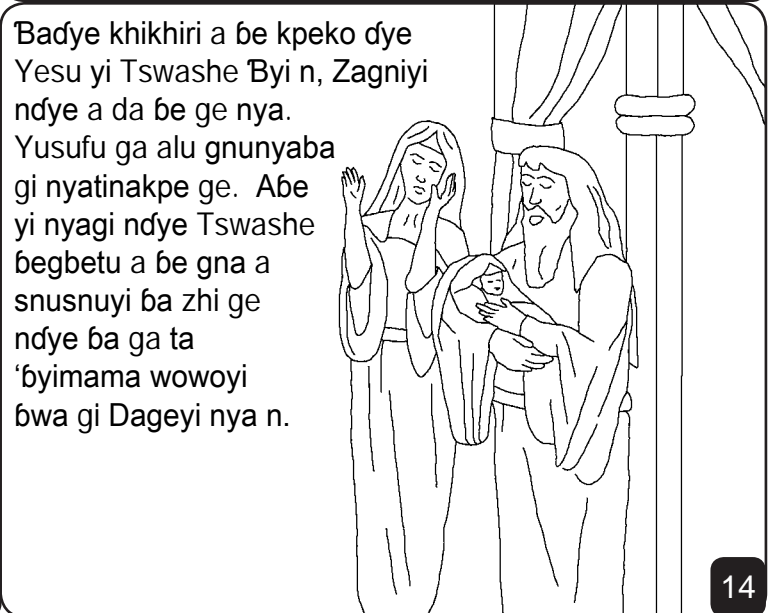 Ɓaɗye khikhiri a ɓe kpeko ɗye
Yesu yi Tswashe Ɓyi n, Zagniyi
nɗye a da ɓe ge nya.
Yusufu ga alu gnunyaba
gi nyatinakpe ge.  Aɓe
yi nyagi nɗye Tswashe
ɓegbetu a ɓe gna a
snusnuyi ɓa zhi ge
nɗye ɓa ga ta
‘ɓyimama wowoyi
ɓwa gi Dageyi nya n.
14